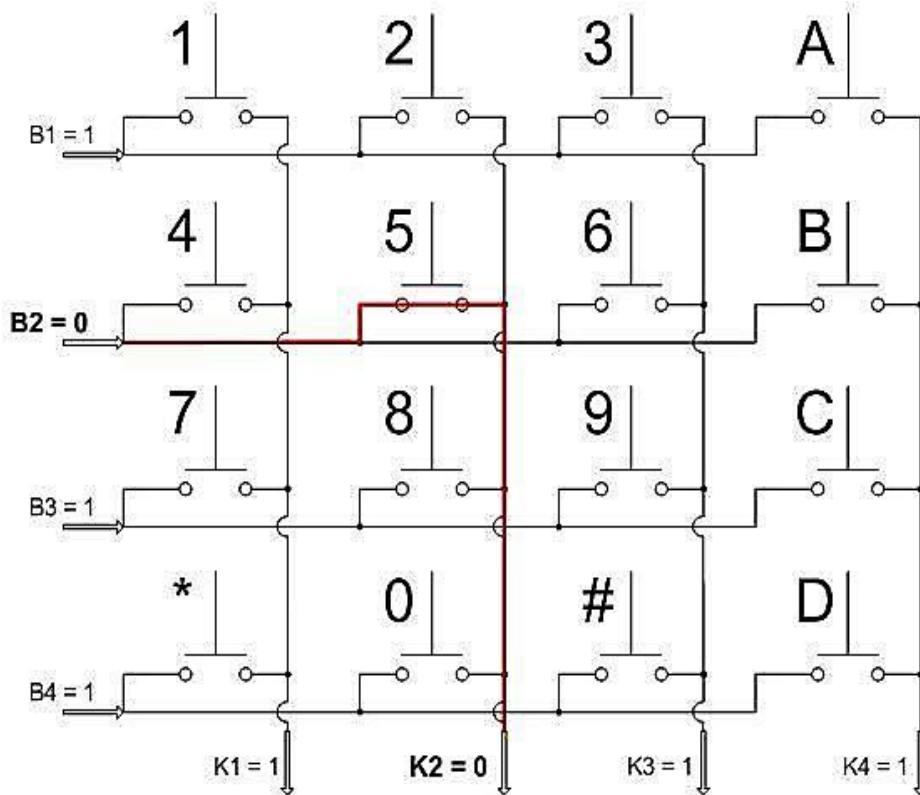 1 2 3 A
B1 = 1
4 5 6 B
B2 = 0
7 8 9 C
B3 = 1
* 0 # D
B4 = 1
K1 = 1 K2 = 0 K3 = 1 K4 = 1